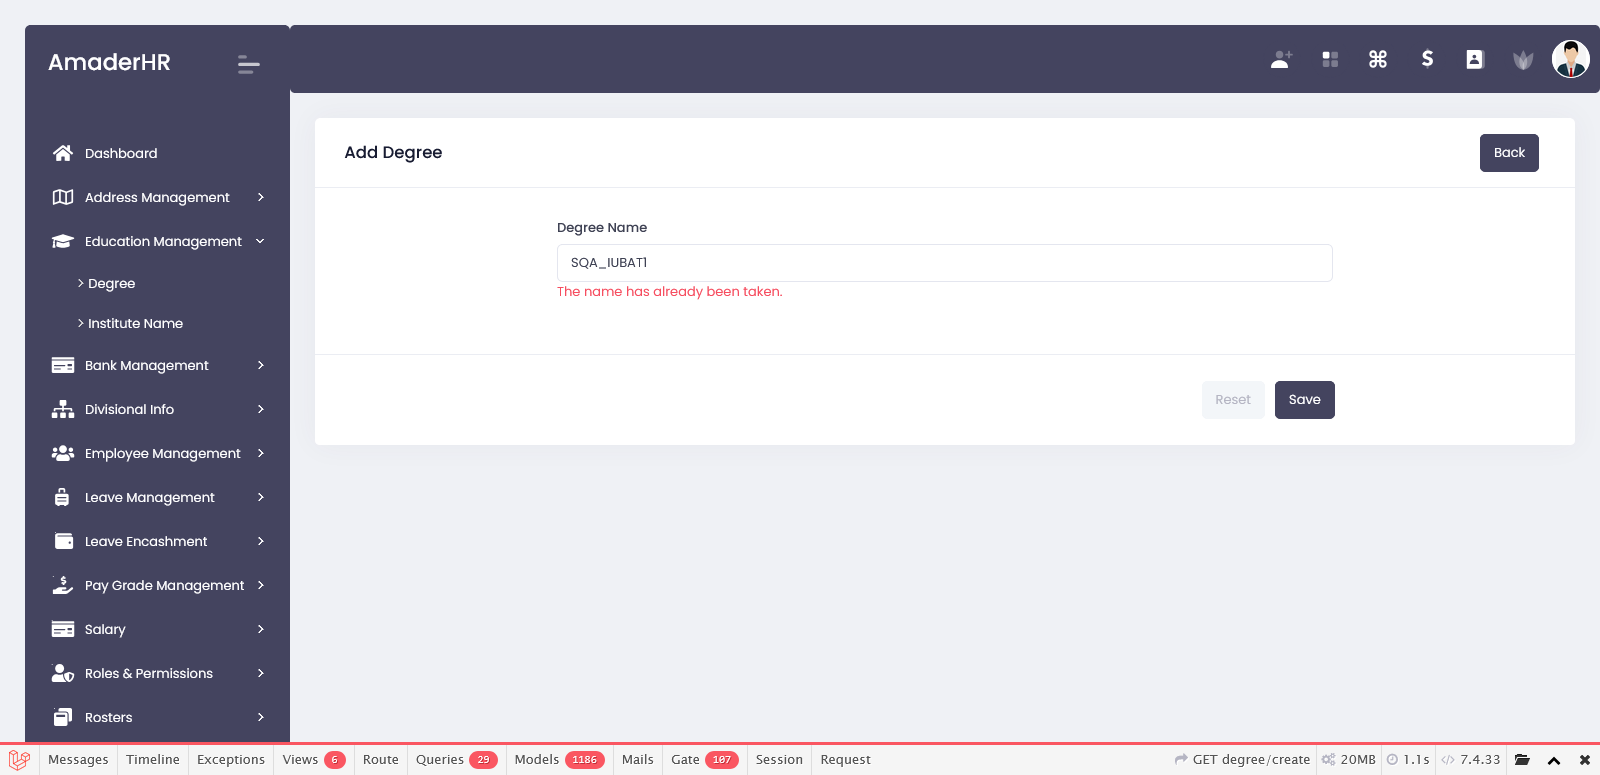 AmaderHR
Dashboard
Address Management
Education Management
Degree
Institute Name
Bank Management
Divisional Info
Employee Management
Leave Management
Leave Encashment
Pay Grade Management
Salary
Roles & Permissions
Rosters
Add Degree
Back
Degree Name
SQA_IUBAT1
The name has already been taken.
Reset Save
Messages Timeline Exceptions Views 6 Route Queries 29 Models 1186 Mails Gate 107 Session Request GET degree/create 20MB 1.1s 7.4.33